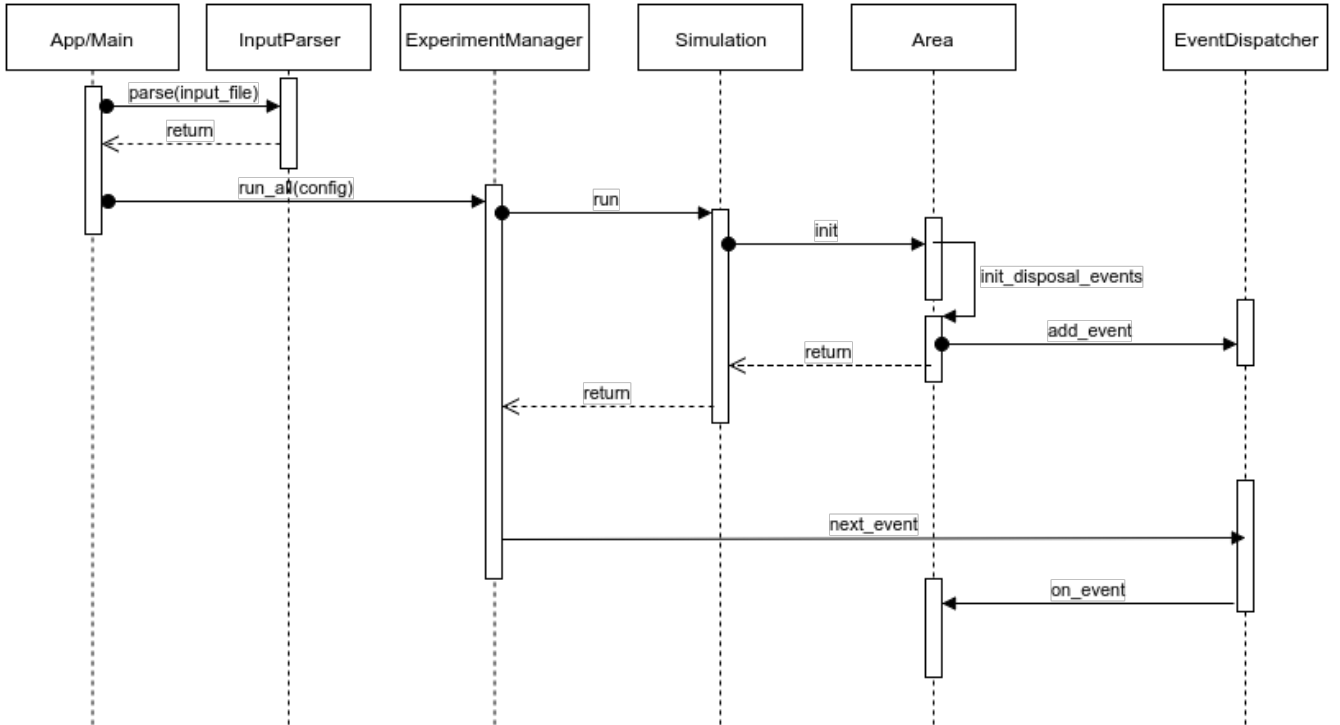 App/Main
InputParser
ExperimentManager
Simulation
Area
EventDispatcher
parse(input_file)
return
run_all(config)
run
init
init_disposal_events
add_event
return
return
next_event
on_event